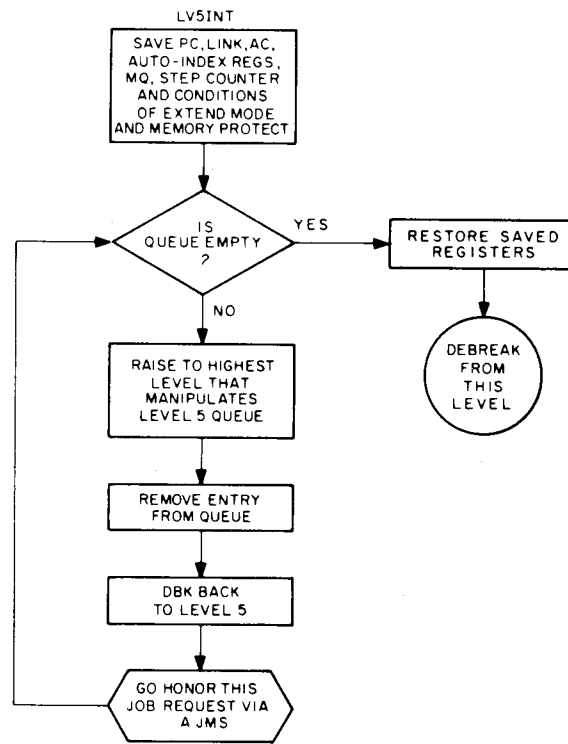 LV5INT
SAVE PC, LINK, AC,
AUTO-INDEX REGS,
MQ, STEP COUNTER
AND CONDITIONS
OF EXTEND MODE
AND MEMORY PROTECT
IS
QUEUE EMPTY
?
YES
RESTORE SAVED
REGISTERS
NO
DEBREAK
FROM
THIS
LEVEL
RAISE TO HIGHEST
LEVEL THAT
MANIPULATES
LEVEL 5 QUEUE
REMOVE ENTRY
FROM QUEUE
DBK BACK
TO LEVEL 5
GO HONOR THIS
JOB REQUEST VIA
A JMS